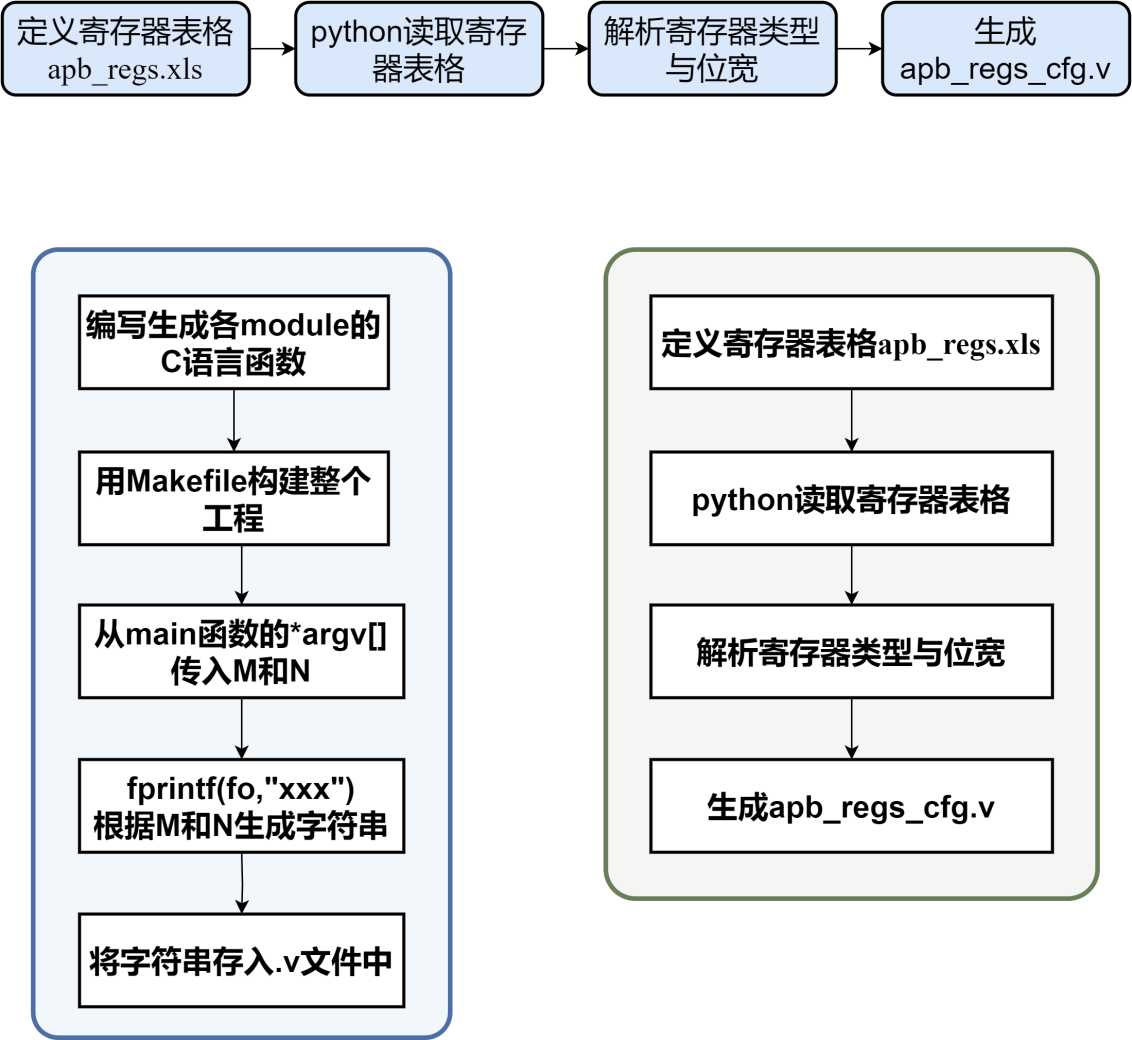 定义寄存器表格
apb_regs.xls
python读取寄存
器表格
解析寄存器类型
与位宽
生成
apb_regs_cfg.v
编写生成各module的
C语言函数
用Makefile构建整个
工程
从main函数的*argv[]
传入M和N
fprintf(fo,"xxx")
根据M和N生成字符串
将字符串存入.v文件中
定义寄存器表格apb_regs.xls
python读取寄存器表格
解析寄存器类型与位宽
生成apb_regs_cfg.v